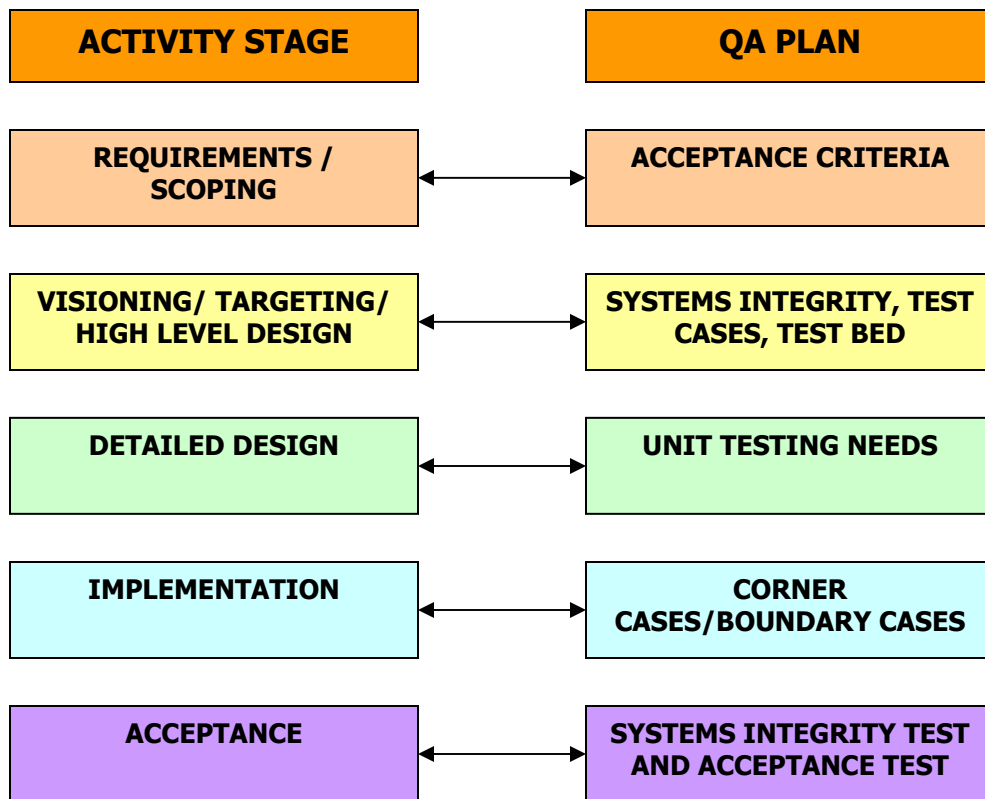 ACTIVITY STAGE
QA PLAN
REQUIREMENTS /
SCOPING
ACCEPTANCE CRITERIA
VISIONING/ TARGETING/
HIGH LEVEL DESIGN
SYSTEMS INTEGRITY, TEST
CASES, TEST BED
DETAILED DESIGN
UNIT TESTING NEEDS
IMPLEMENTATION
CORNER
CASES/BOUNDARY CASES
ACCEPTANCE
SYSTEMS INTEGRITY TEST
AND ACCEPTANCE TEST